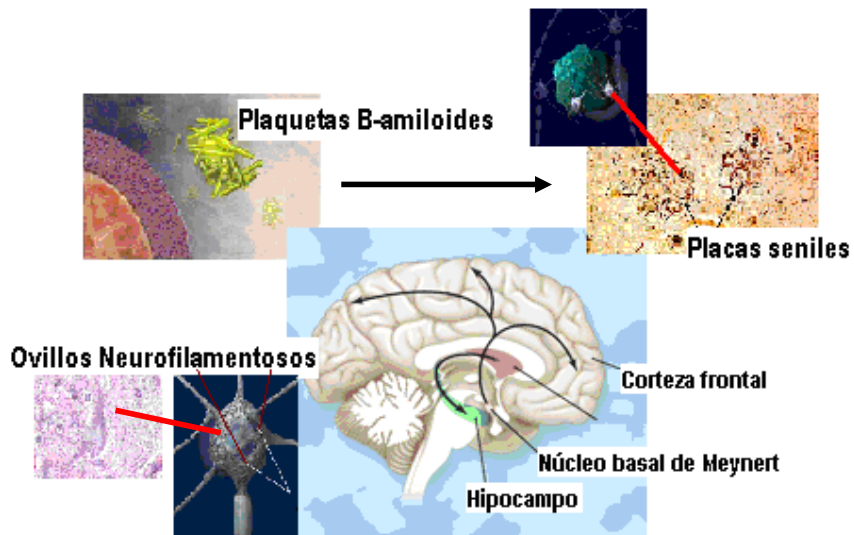 Plaquetas B-amiloides
Placas seniles
Ovillos Neurofilamentosos
Corteza frontal
Núcleo basal de Meynert
Hipocampo